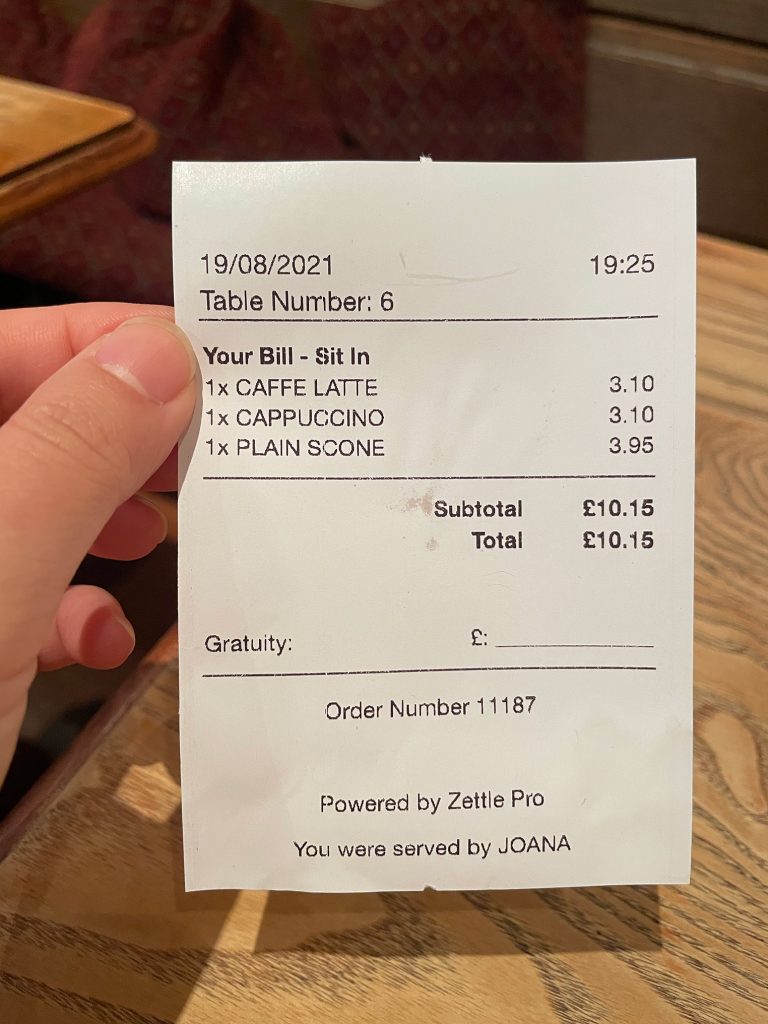 19/08/2021 19:25
Table Number: 6
Your Bill - Sit In
1x CAFFE LATTE 3.10
1x CAPPUCCINO 3.10
1x PLAIN SCONE 3.95
Subtotal £10.15
Total £10.15
Gratuity: £: ____________
Order Number 11187
Powered by Zettle Pro
You were served by JOANA